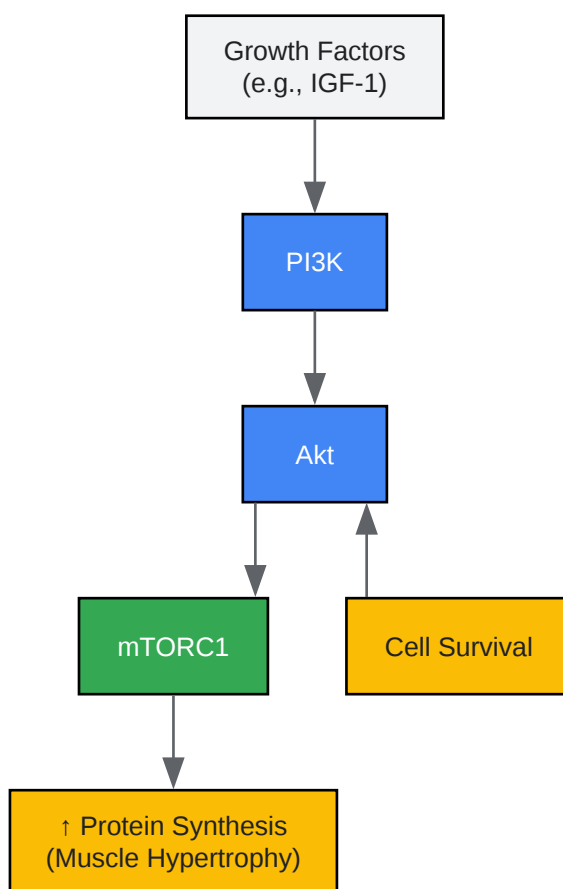 Growth Factors
(e.g., IGF-1)
PI3K
Akt
mTORC1
Cell Survival
↑ Protein Synthesis
(Muscle Hypertrophy)